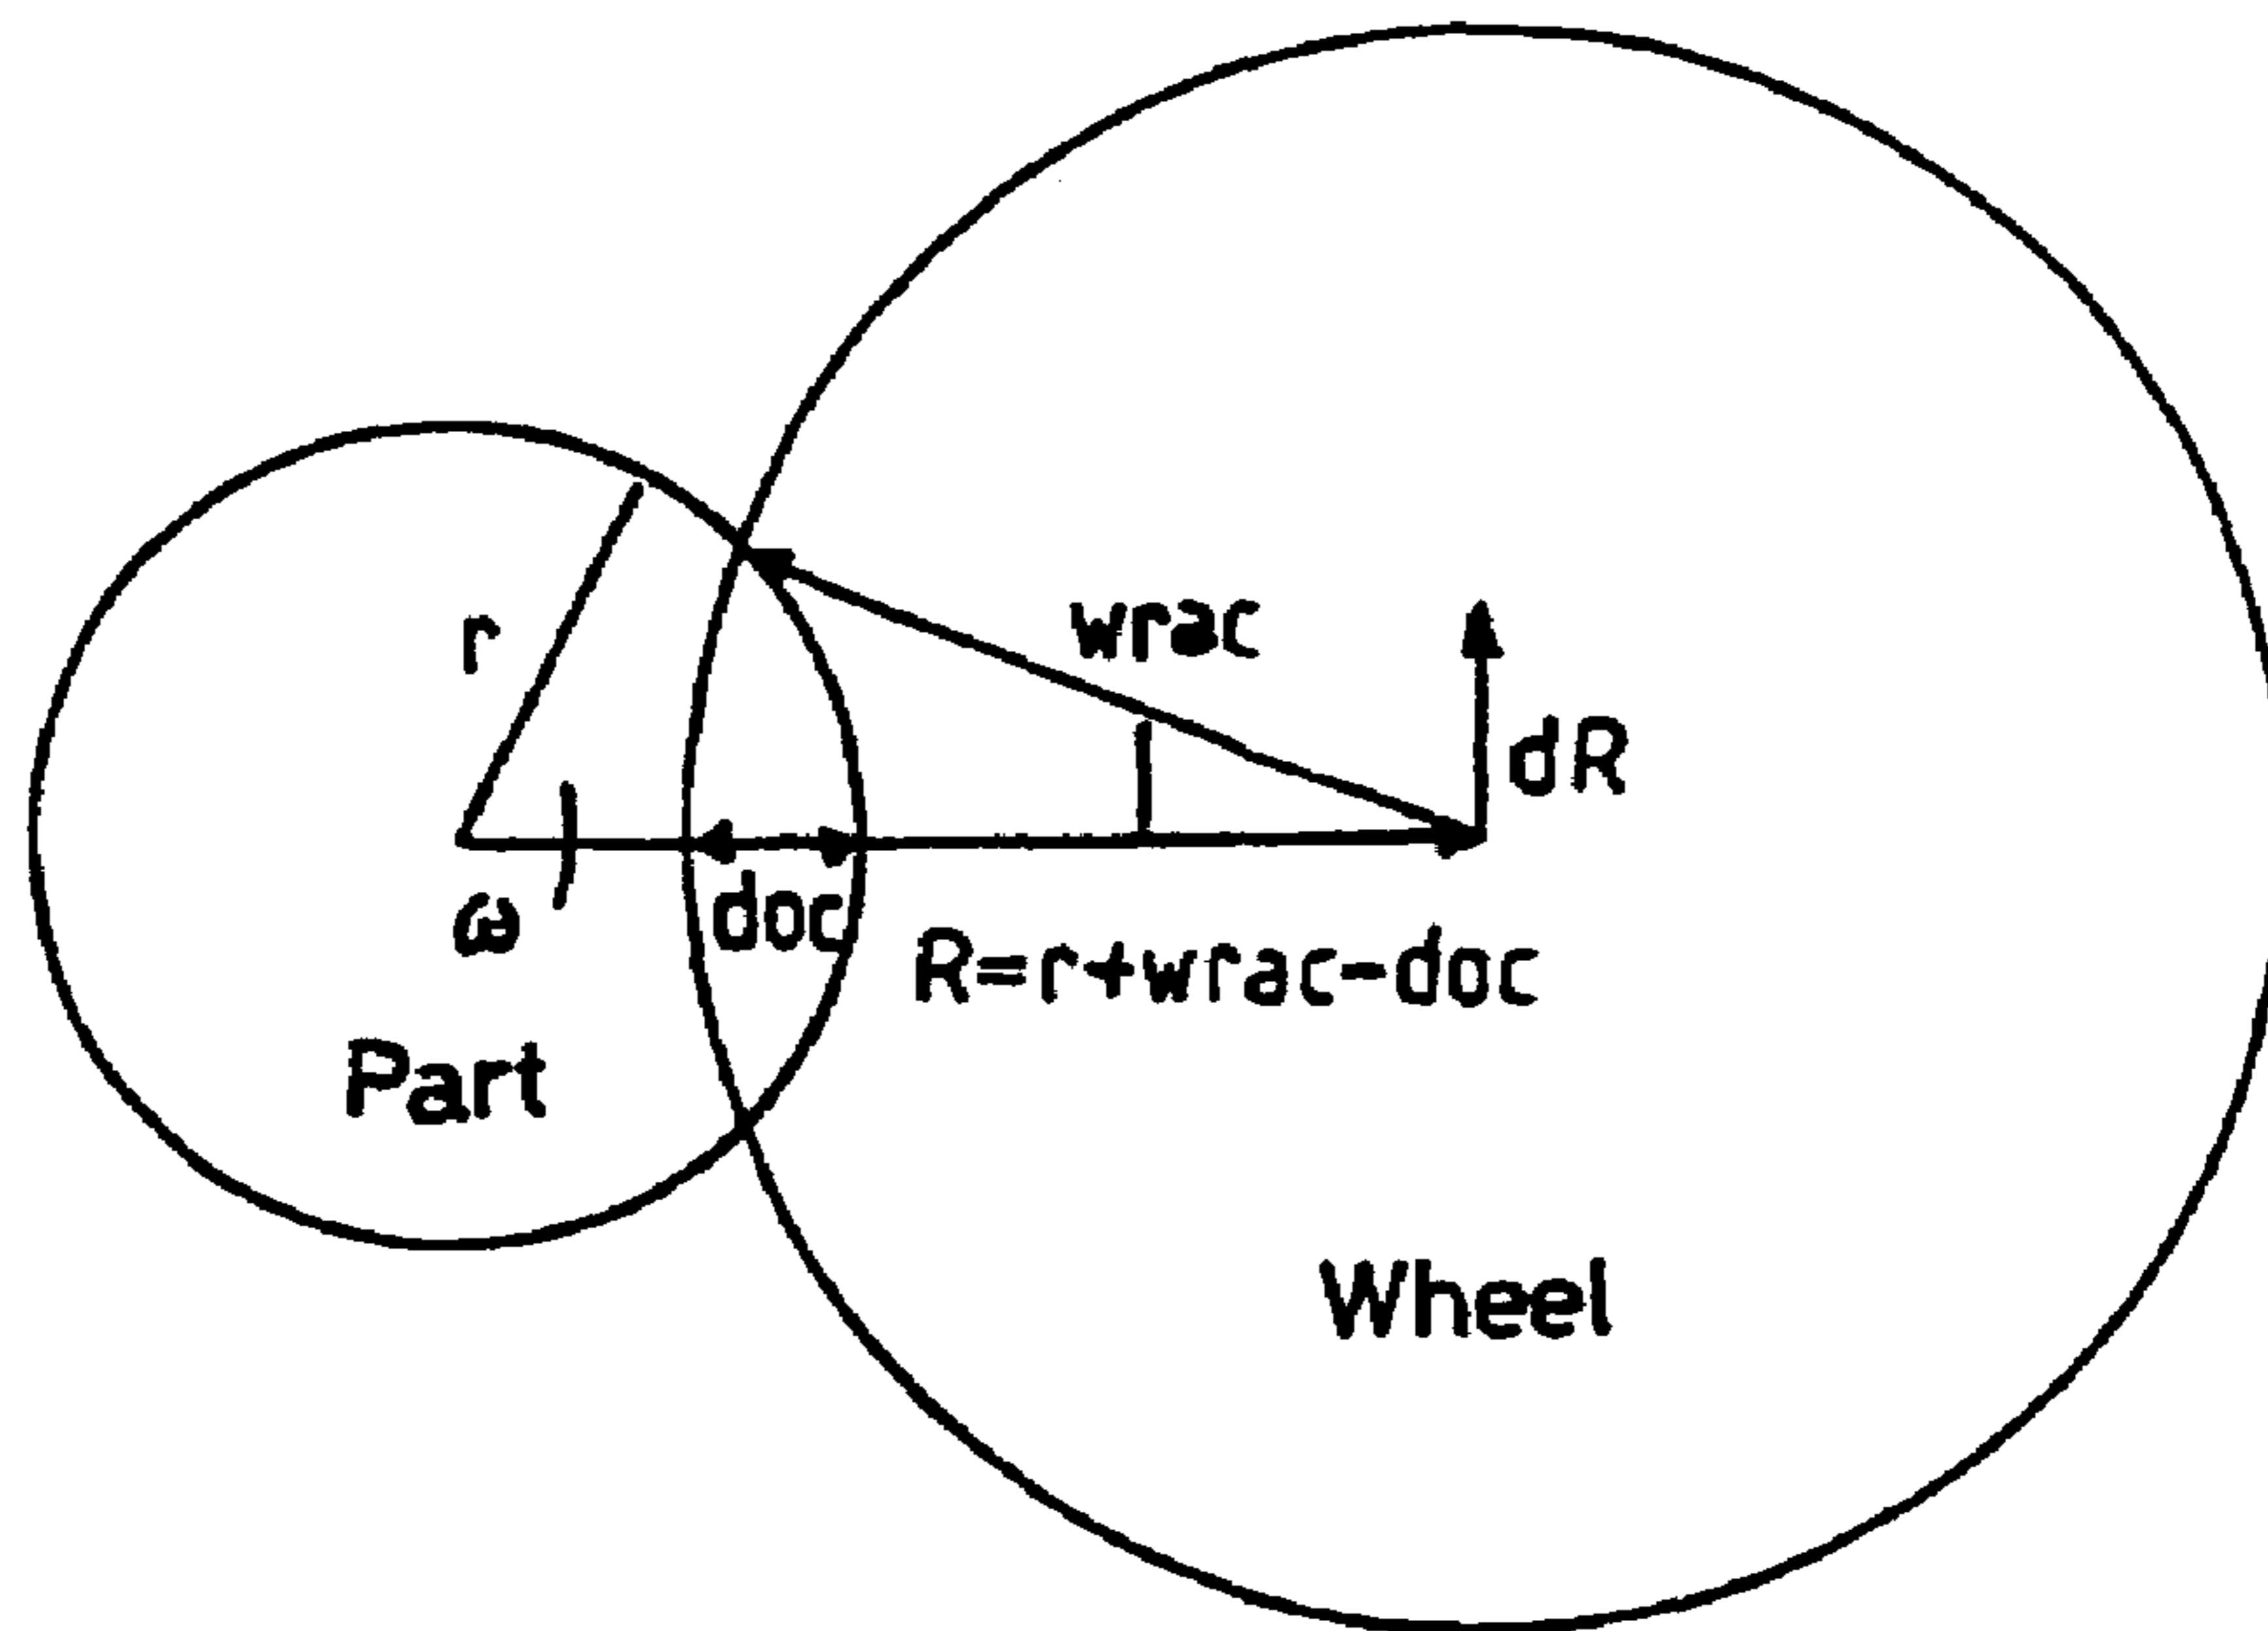 r
wrac
dR
ω
doc
R=r+wrac-doc
Part
Wheel